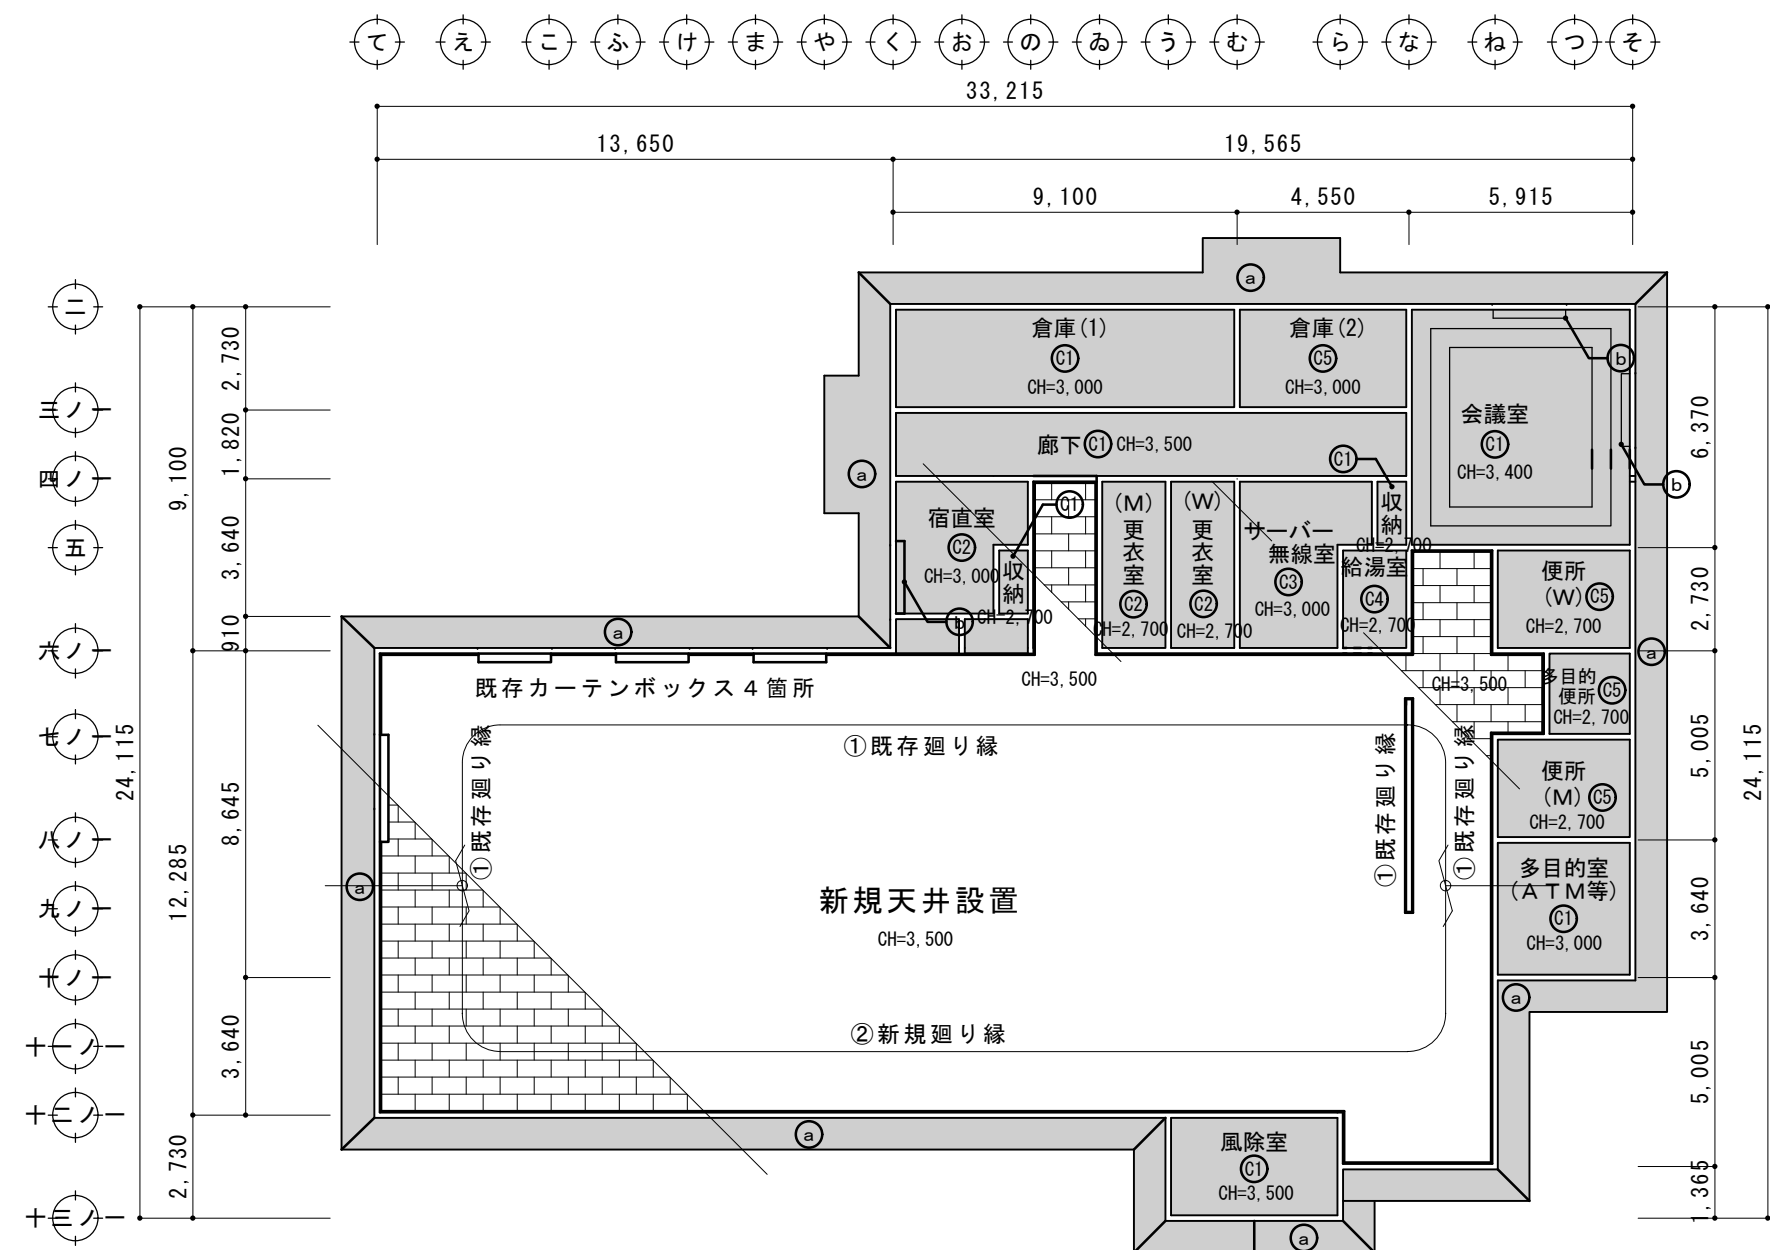 て え こ ふ け ま や く お の ゐ う む ら な ね つ そ
33,215
13,650 19,565
9,100 4,550 5,915
二
三ノ一
四ノ一
五
六ノ一
七ノ一
八ノ一
九ノ一
十ノ一
十一ノ一
十二ノ一
十三ノ一
24,115
9,100
12,285
2,730
2,730
1,820
3,640
910
8,645
3,640
a
倉庫(1)
C1
CH=3,000
倉庫(2)
C5
CH=3,000
b
会議室
C1
CH=3,400
b
廊下 C1 CH=3,500
C1
a
宿直室
C2
CH=3,000
C1
収納
CH=2,700
b
(M)
更衣室
C2
CH=2,700
(W)
更衣室
C2
CH=2,700
サーバー
無線室
C3
CH=3,000
収納
CH=2,700
給湯室
C4
CH=2,700
便所
(W) C5
CH=2,700
a
a
CH=3,500
CH=3,500
多目的
便所 C5
CH=2,700
既存カーテンボックス4箇所
①既存廻り縁
①既存廻り縁
①既存廻り縁
①既存廻り縁
便所
(M) C5
CH=2,700
a
新規天井設置
CH=3,500
多目的室
(ATM等)
C1
CH=3,000
a
②新規廻り縁
a
風除室
C1
CH=3,500
a
6,370
2,730
5,005
3,640
5,005
1,365
24,115